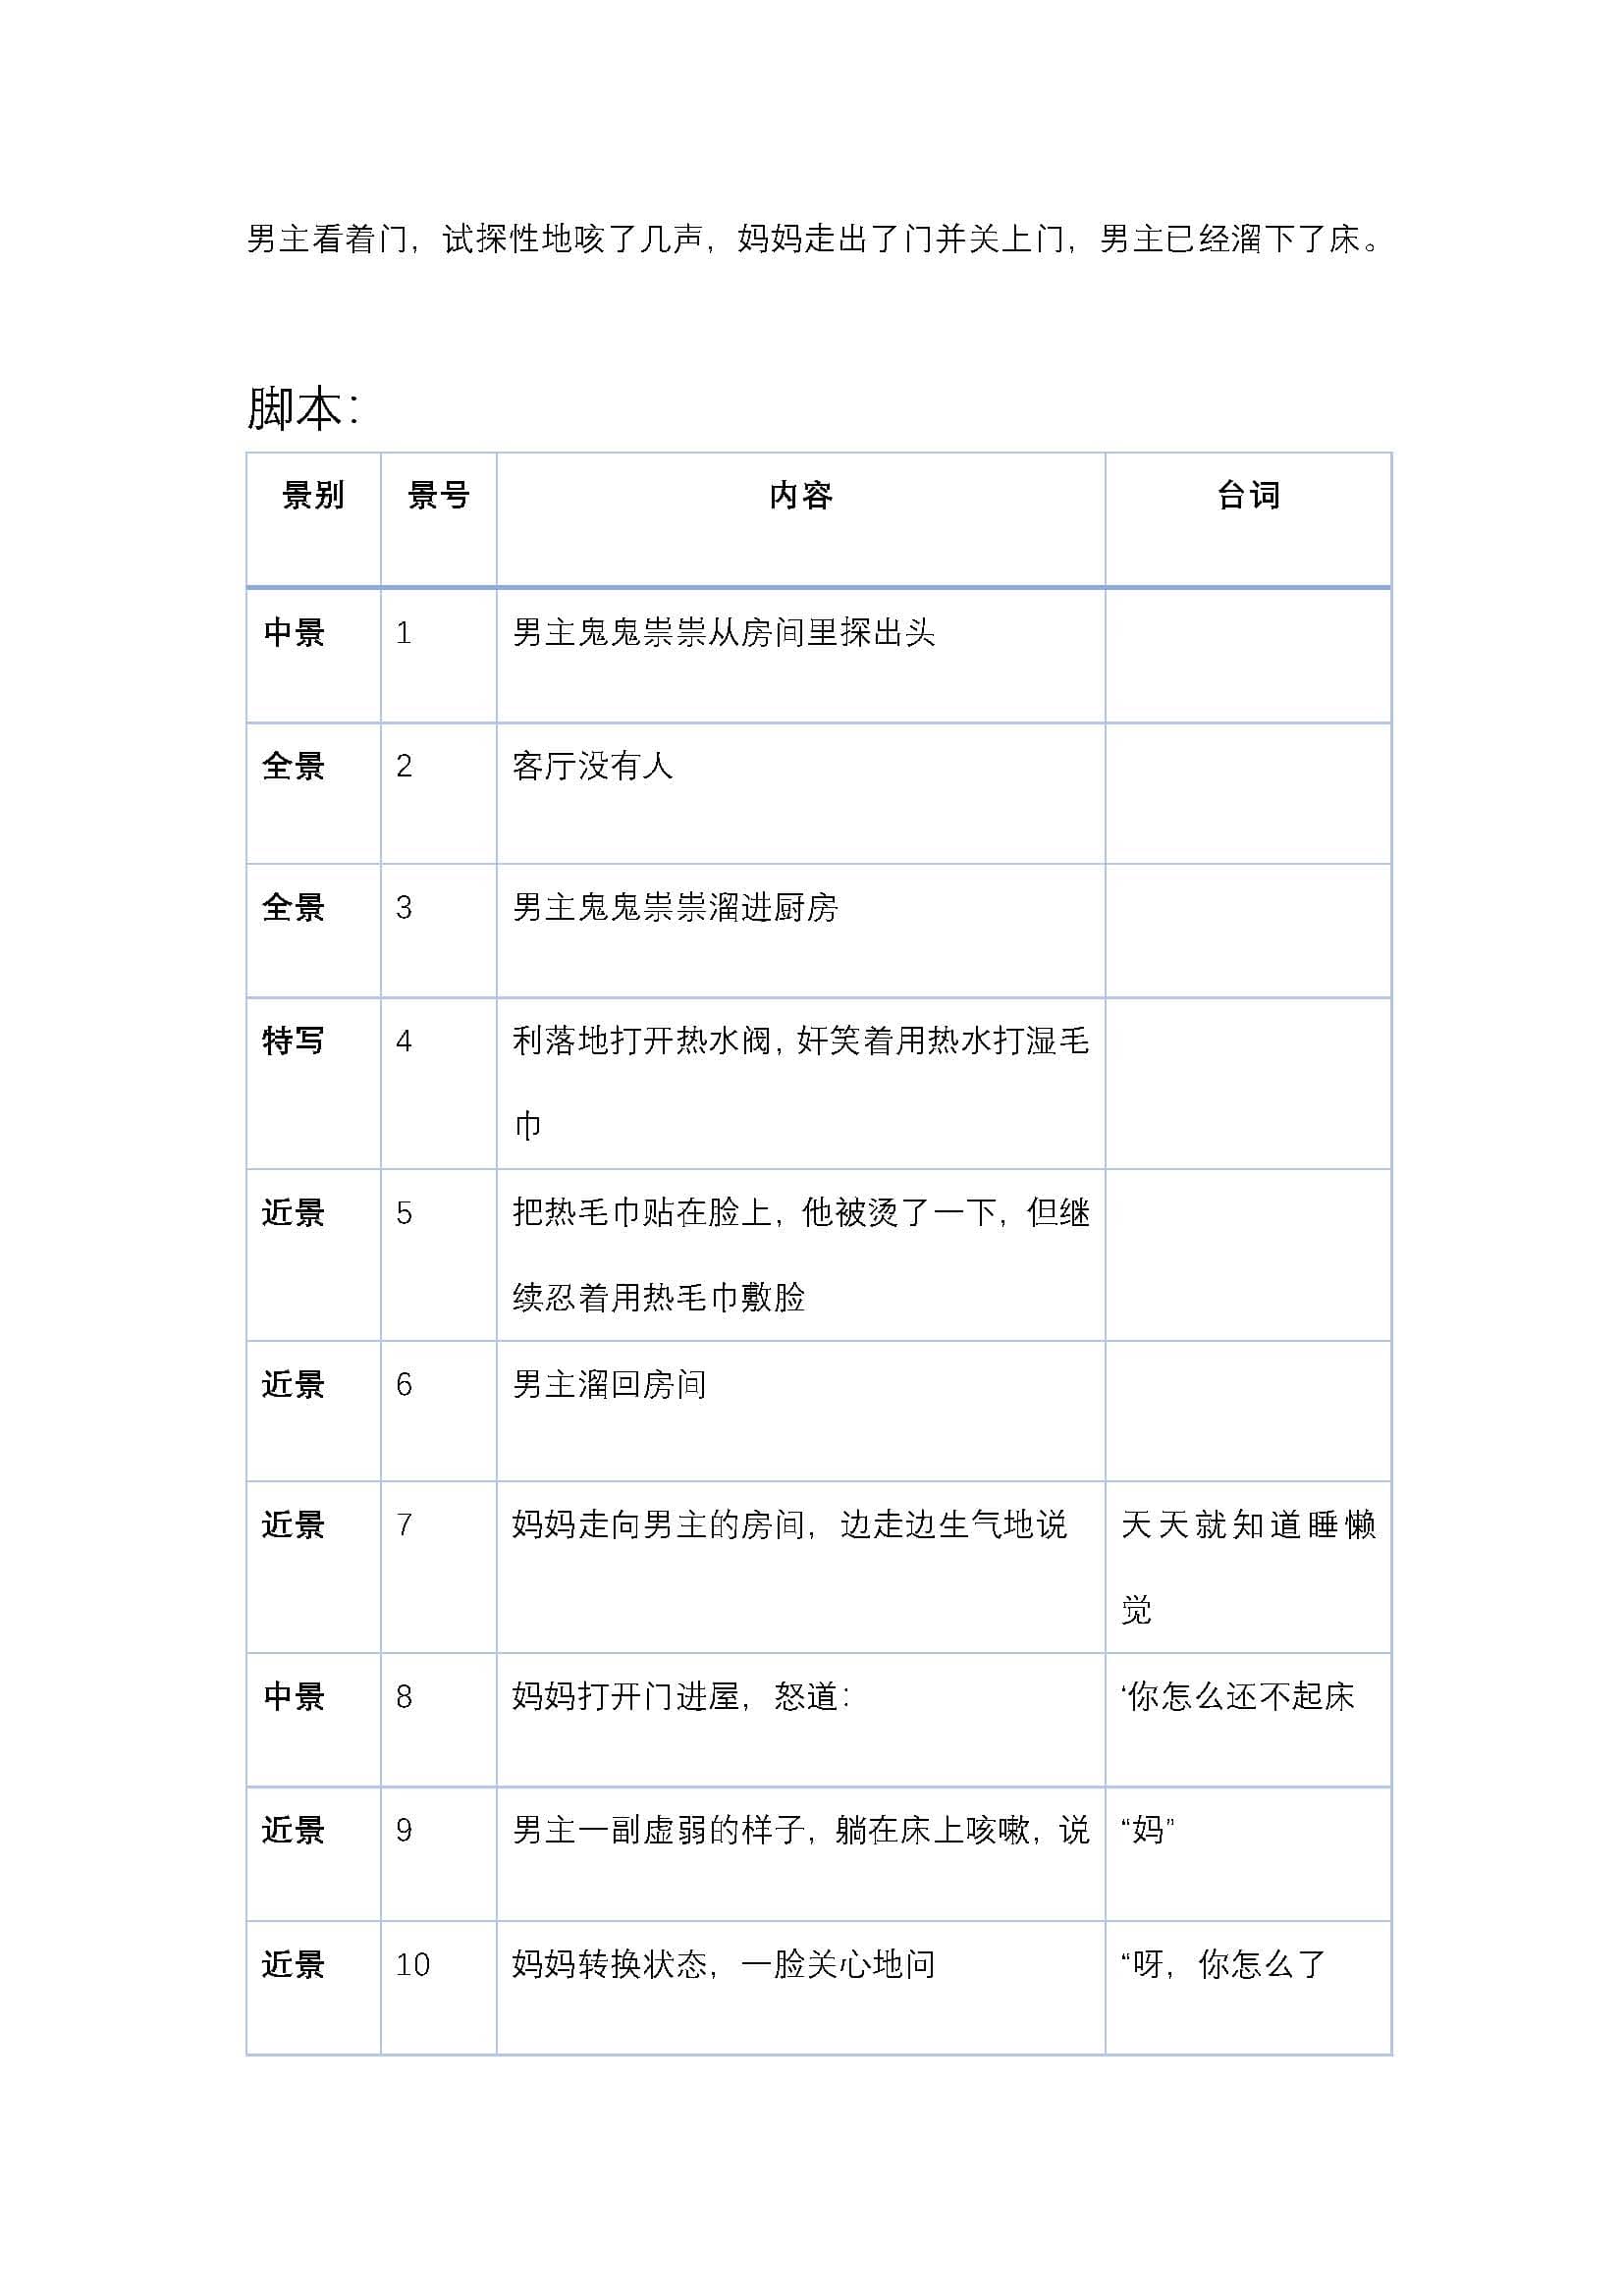 男主看着门，试探性地咳了几声，妈妈走出了门并关上门，男主已经溜下了床。
脚本：
景别 景号 内容 台词
中景 1 男主鬼鬼祟祟从房间里探出头
全景 2 客厅没有人
全景 3 男主鬼鬼祟祟溜进厨房
特写 4 利落地打开热水阀，奸笑着用热水打湿毛
巾
近景 5 把热毛巾贴在脸上，他被烫了一下，但继
续忍着用热毛巾敷脸
近景 6 男主溜回房间
近景 7 妈妈走向男主的房间，边走边生气地说 天天就知道睡懒
觉
中景 8 妈妈打开门进屋，怒道： ‘你怎么还不起床
近景 9 男主一副虚弱的样子，躺在床上咳嗽，说 “妈”
近景 10 妈妈转换状态，一脸关心地问 “呀，你怎么了